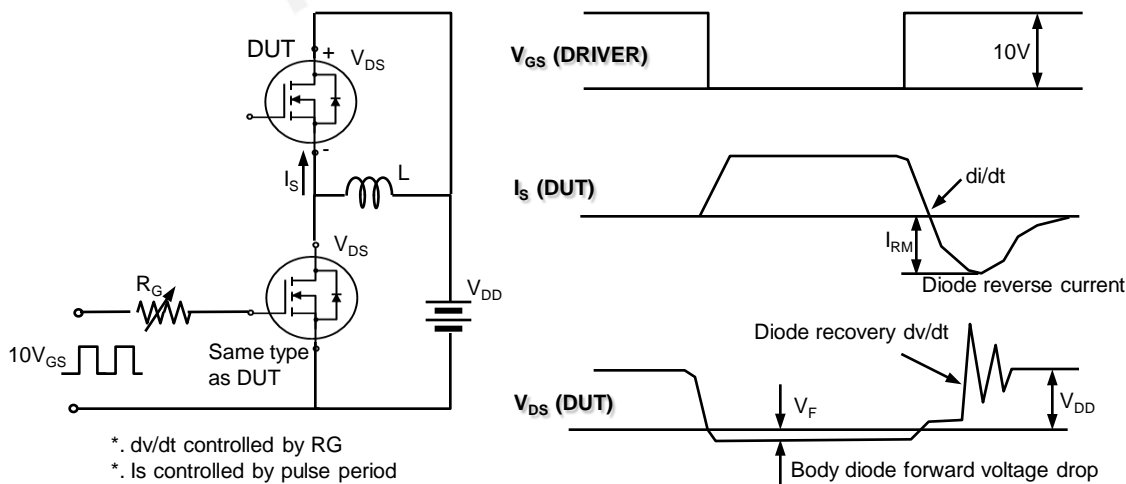 DUT
+
V_DS
-
I_S
L
V_DS
R_G
V_DD
10V_GS
Same type
as DUT
*. dv/dt controlled by RG
*. Is controlled by pulse period
V_GS (DRIVER)
10V
I_S (DUT)
di/dt
I_RM
Diode reverse current
Diode recovery dv/dt
V_DS (DUT)
V_F
V_DD
Body diode forward voltage drop